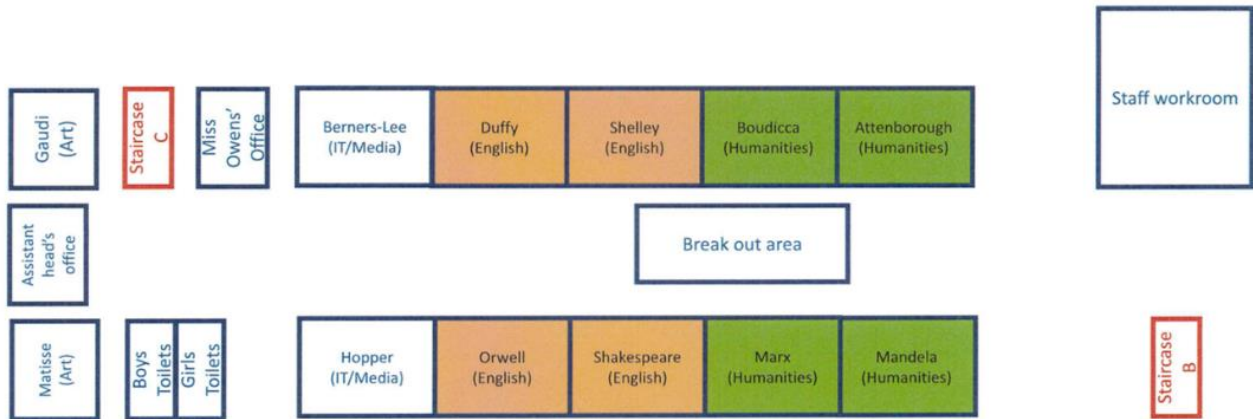 Gaudi
(Art)
Staircase
C
Miss
Owens'
Office
Berners-Lee
(IT/Media)
Duffy
(English)
Shelley
(English)
Boudicca
(Humanities)
Attenborough
(Humanities)
Staff workroom
Assistant
head's
office
Break out area
Matisse
(Art)
Boys
Toilets
Girls
Toilets
Hopper
(IT/Media)
Orwell
(English)
Shakespeare
(English)
Marx
(Humanities)
Mandela
(Humanities)
Staircase
B